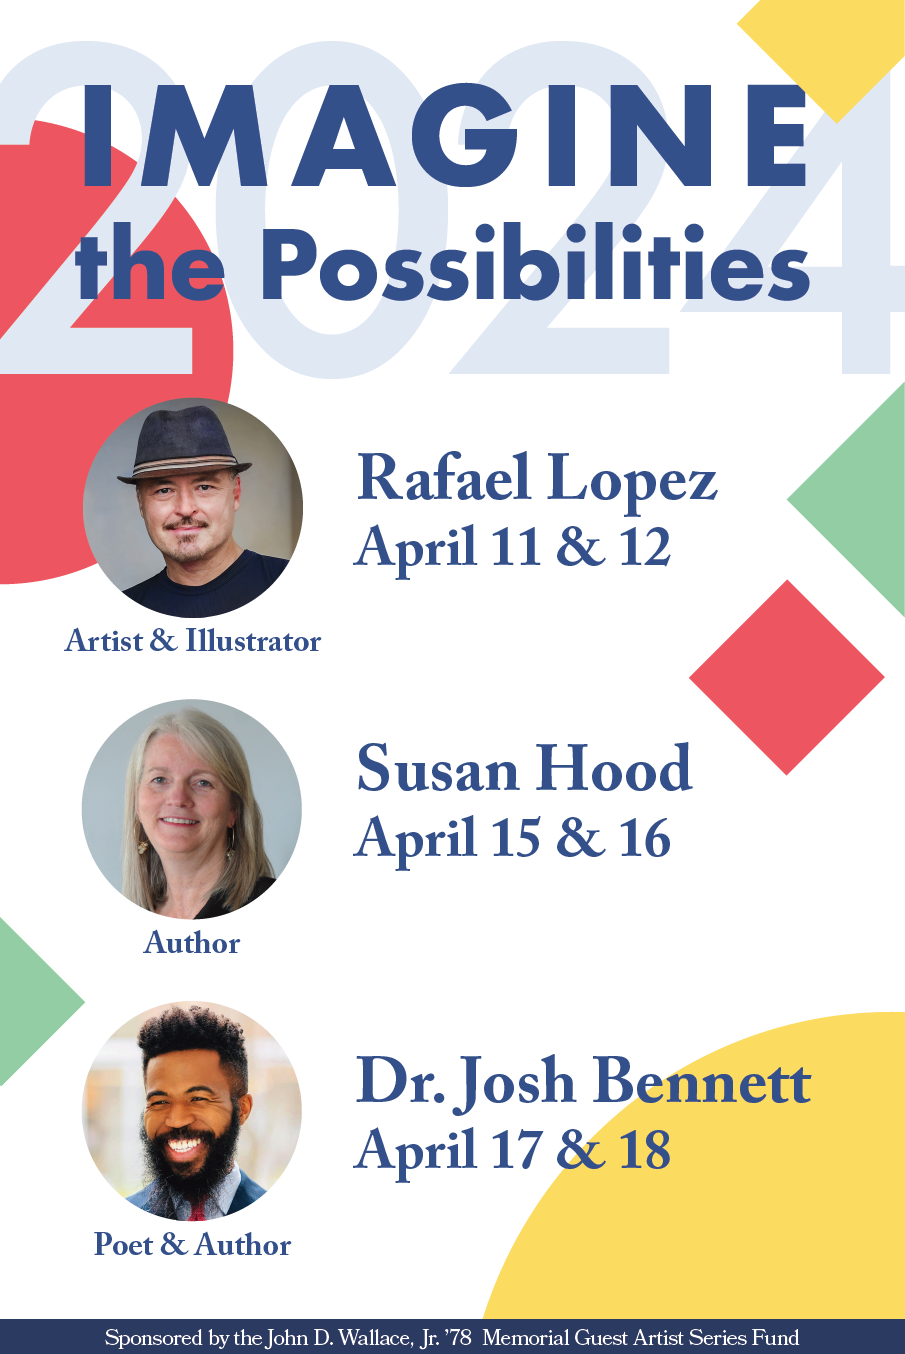 2024
IMAGINE
the Possibilities
Rafael Lopez
April 11 & 12
Artist & Illustrator
Susan Hood
April 15 & 16
Author
Dr. Josh Bennett
April 17 & 18
Poet & Author
Sponsored by the John D. Wallace, Jr. ’78 Memorial Guest Artist Series Fund